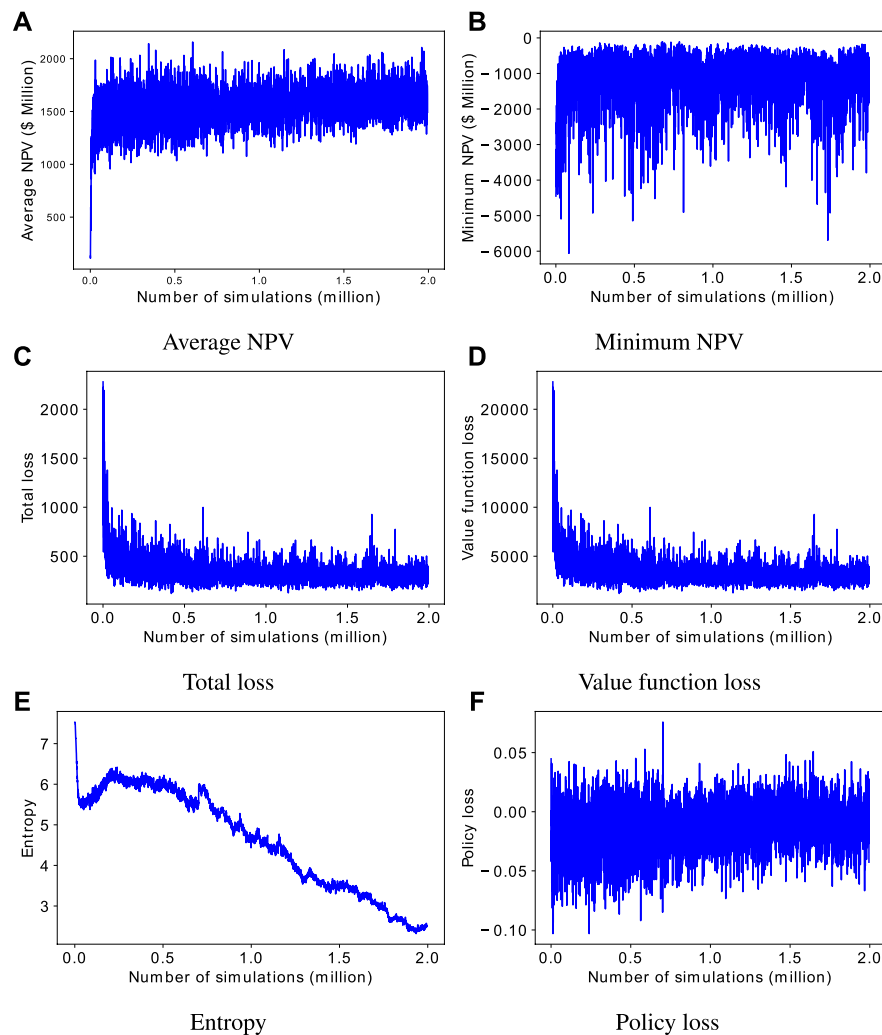 A
B
Average NPV ($ Million)
2000
1500
1000
500
0.0 0.5 1.0 1.5 2.0
Number of simulations (million)
Average NPV
Minimum NPV ($ Million)
0
−1000
−2000
−3000
−4000
−5000
−6000
0.0 0.5 1.0 1.5 2.0
Number of simulations (million)
Minimum NPV
C
D
Total loss
2000
1500
1000
500
0.0 0.5 1.0 1.5 2.0
Number of simulations (million)
Total loss
Value function loss
20000
15000
10000
5000
0.0 0.5 1.0 1.5 2.0
Number of simulations (million)
Value function loss
E
F
Entropy
7
6
5
4
3
0.0 0.5 1.0 1.5 2.0
Number of simulations (million)
Entropy
Policy loss
0.05
0.00
−0.05
−0.10
0.0 0.5 1.0 1.5 2.0
Number of simulations (million)
Policy loss